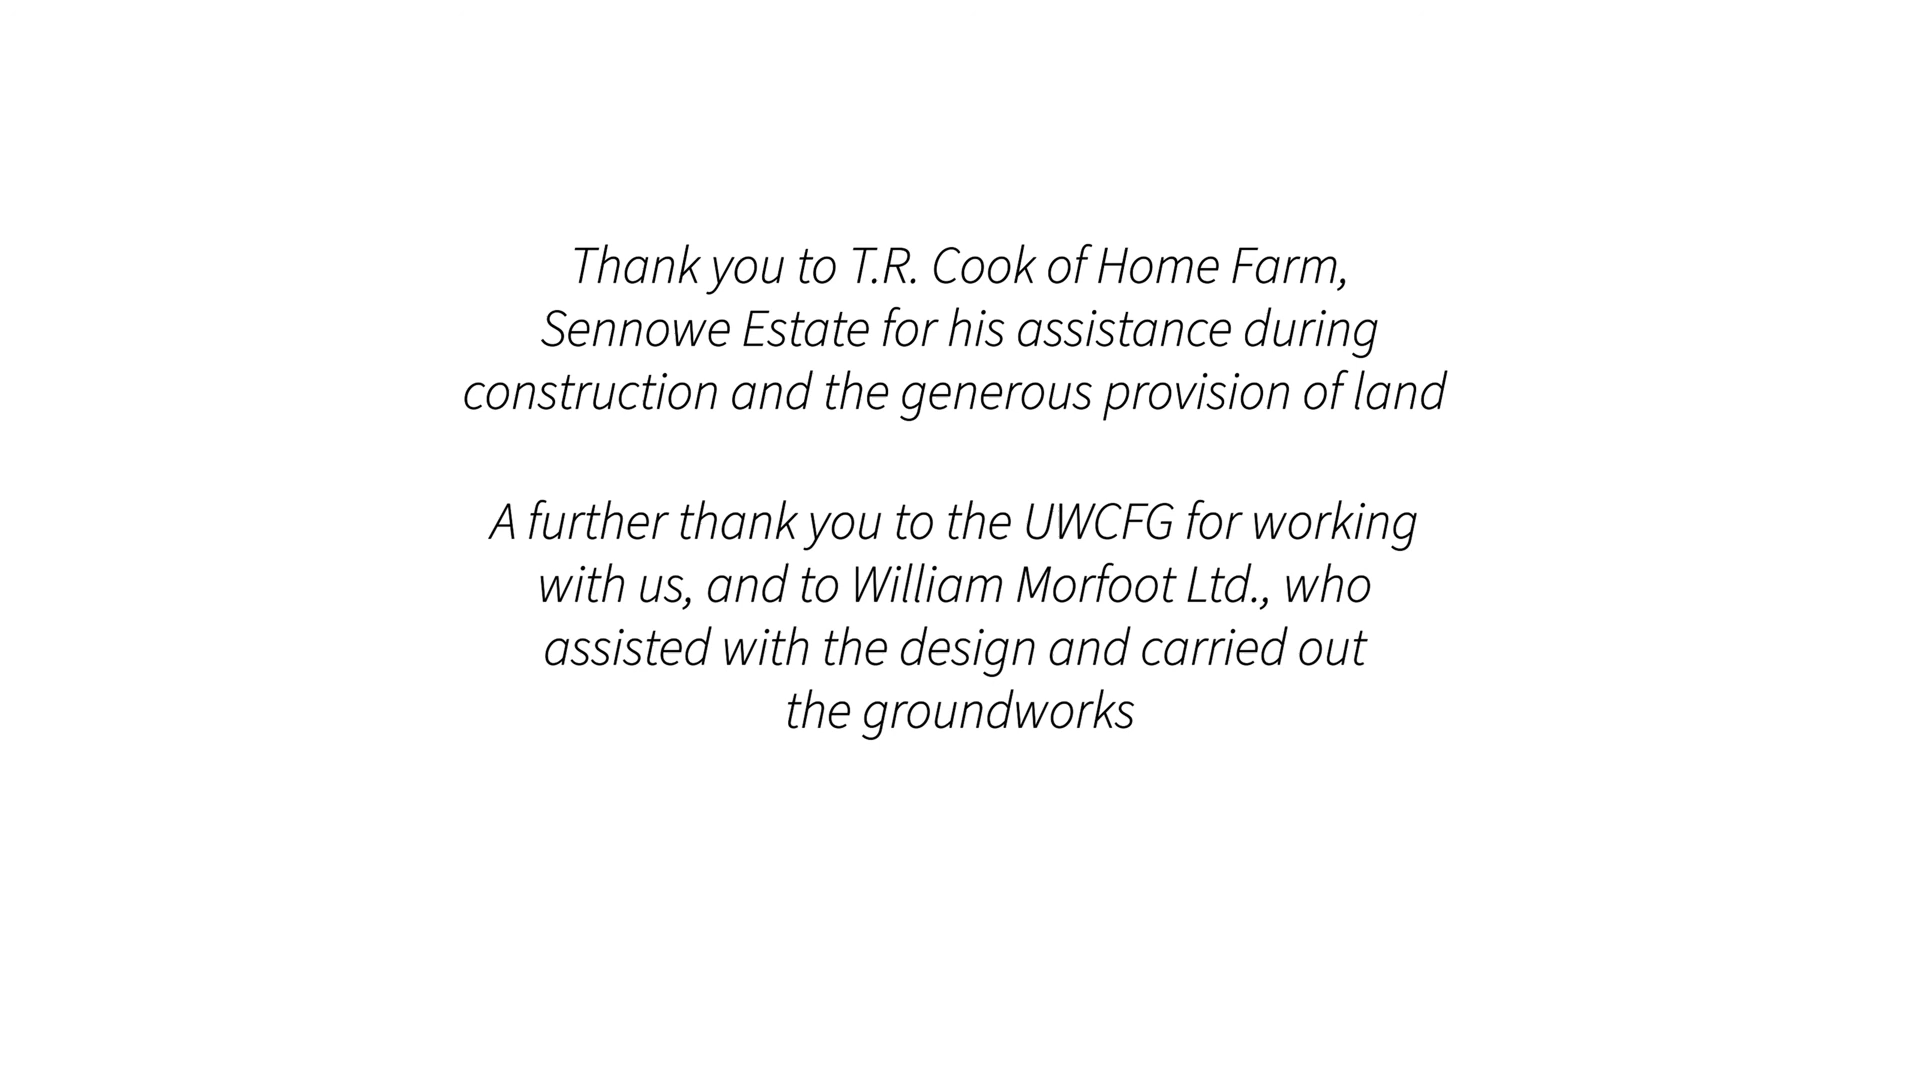 Thank you to T.R. Cook of Home Farm,
Sennowe Estate for his assistance during
construction and the generous provision of land
A further thank you to the UWCFG for working
with us, and to William Morfoot Ltd., who
assisted with the design and carried out
the groundworks